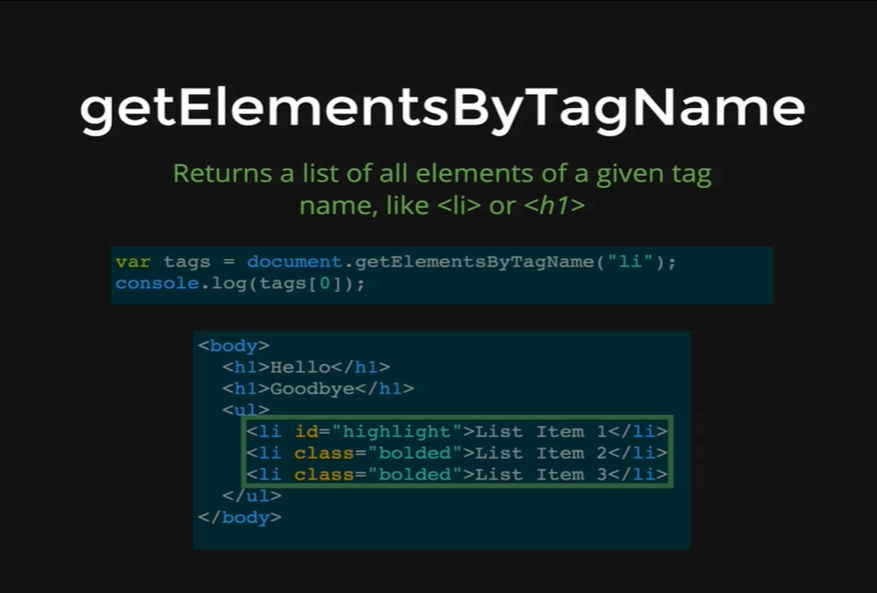 getElementsByTagName
Returns a list of all elements of a given tag
name, like <li> or <h1>
var tags = document.getElementsByTagName("li");
console.log(tags[0]);
<body>
  <h1>Hello</h1>
  <h1>Goodbye</h1>
  <ul>
    <li id="highlight">List Item 1</li>
    <li class="bolded">List Item 2</li>
    <li class="bolded">List Item 3</li>
  </ul>
</body>